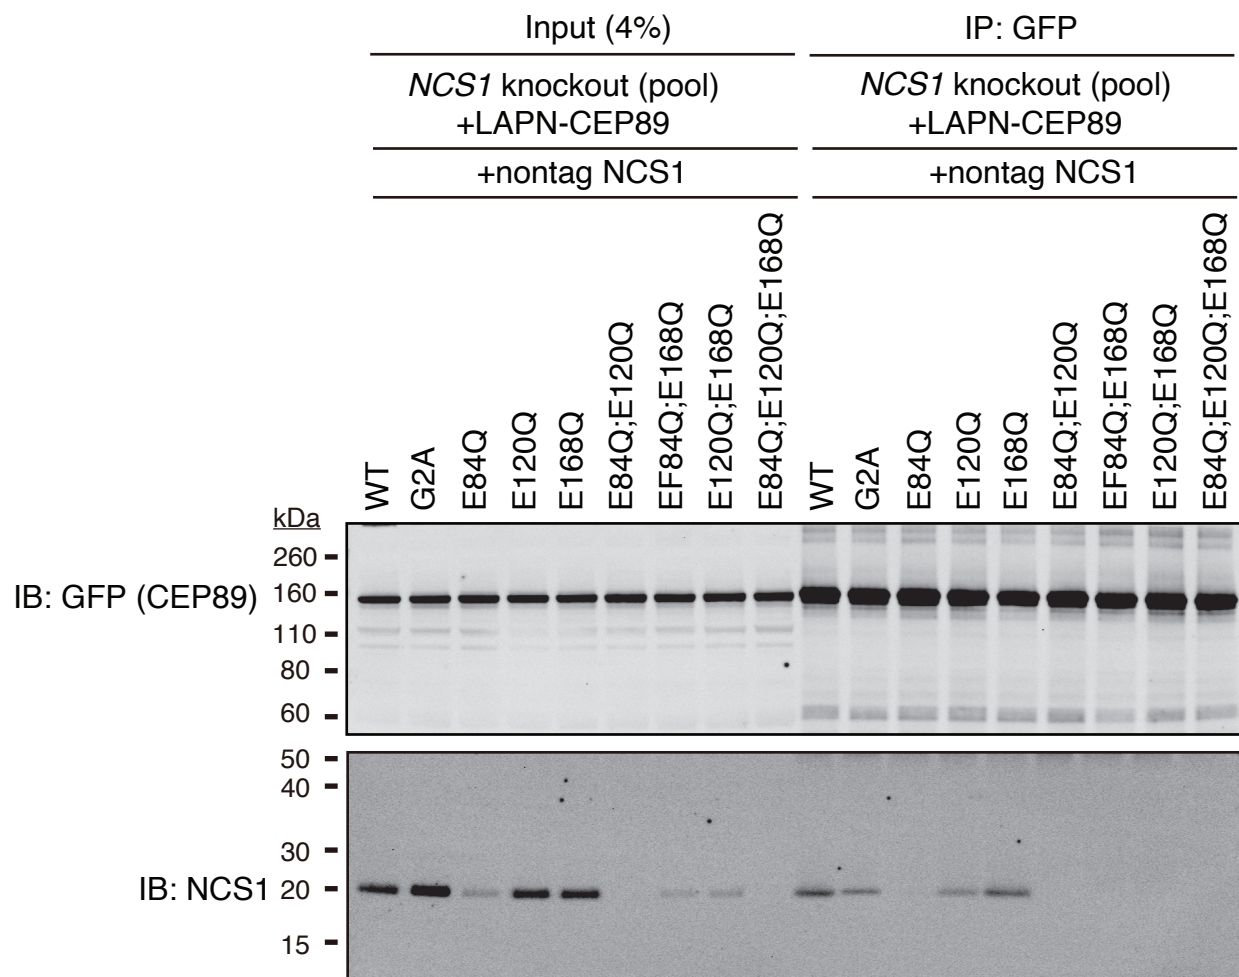 Input (4%)
IP: GFP
NCS1 knockout (pool)
+LAPN-CEP89
NCS1 knockout (pool)
+LAPN-CEP89
+nontag NCS1
+nontag NCS1
WT
G2A
E84Q
E120Q
E168Q
E84Q;E120Q
EF84Q;E168Q
E120Q;E168Q
E84Q;E120Q;E168Q
WT
G2A
E84Q
E120Q
E168Q
E84Q;E120Q
EF84Q;E168Q
E120Q;E168Q
E84Q;E120Q;E168Q
kDa
260
IB: GFP (CEP89)
160
110
80
60
50
40
30
IB: NCS1
20
15